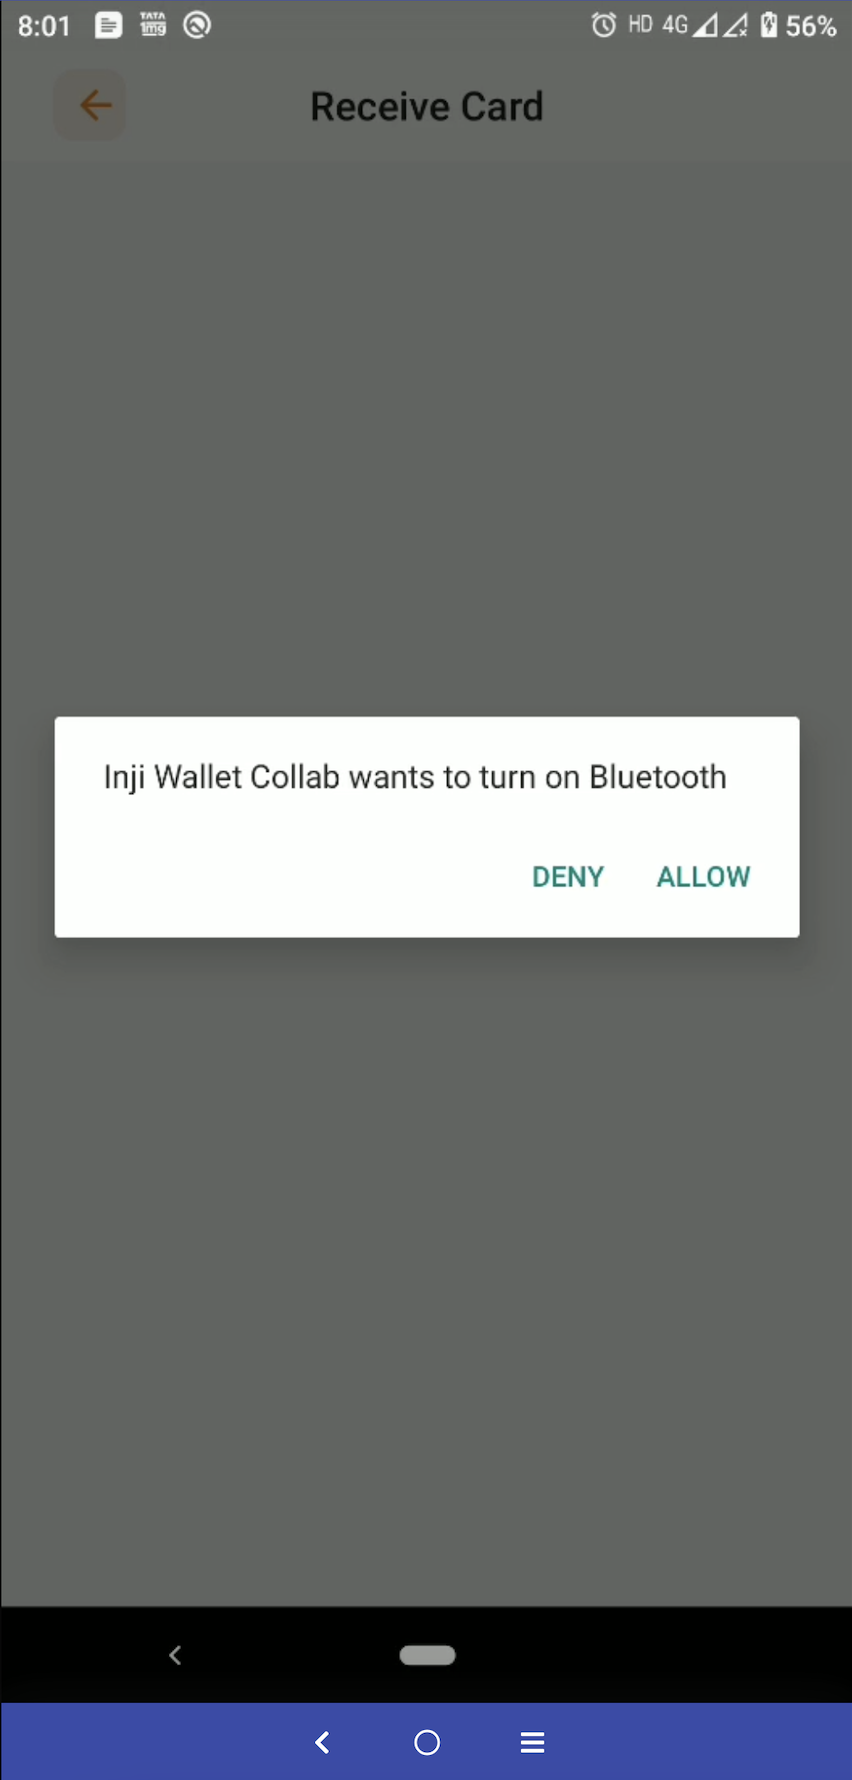 8:01 TATA 1mg HD 4G 56%
Receive Card
Inji Wallet Collab wants to turn on Bluetooth
DENY ALLOW